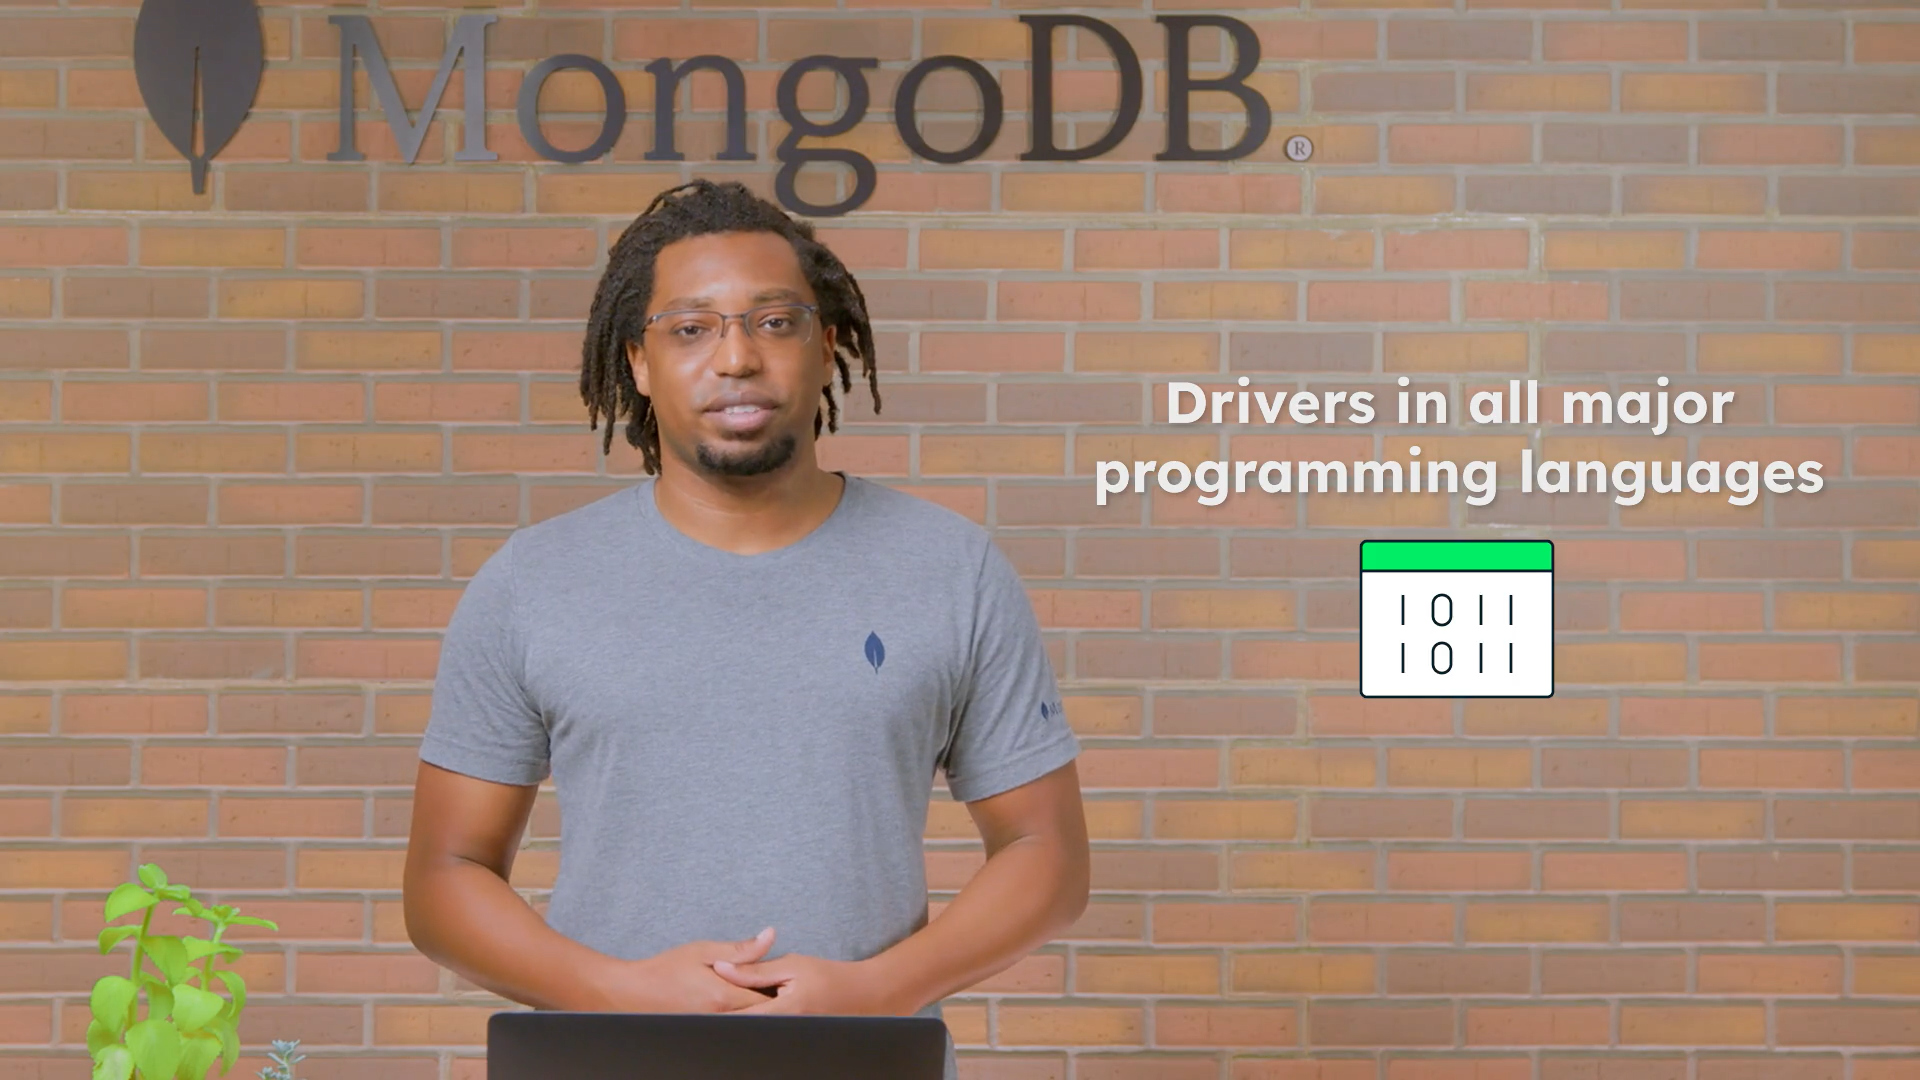 MongoDB®
Drivers in all major
programming languages
1011
1011